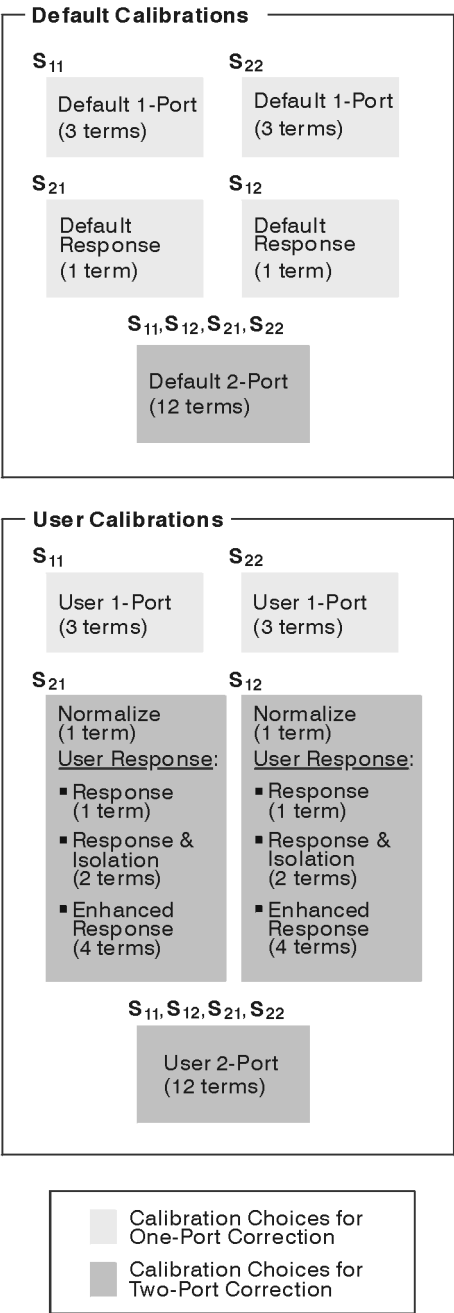 Default Calibrations
S11 S22
Default 1-Port Default 1-Port
(3 terms) (3 terms)
S21 S12
Default Default
Response Response
(1 term) (1 term)
S11, S12, S21, S22
Default 2-Port
(12 terms)
User Calibrations
S11 S22
User 1-Port User 1-Port
(3 terms) (3 terms)
S21 S12
Normalize Normalize
(1 term) (1 term)
User Response: User Response:
▪ Response ▪ Response
(1 term) (1 term)
▪ Response & ▪ Response &
Isolation Isolation
(2 terms) (2 terms)
▪ Enhanced ▪ Enhanced
Response Response
(4 terms) (4 terms)
S11, S12, S21, S22
User 2-Port
(12 terms)
Calibration Choices for
One-Port Correction
Calibration Choices for
Two-Port Correction